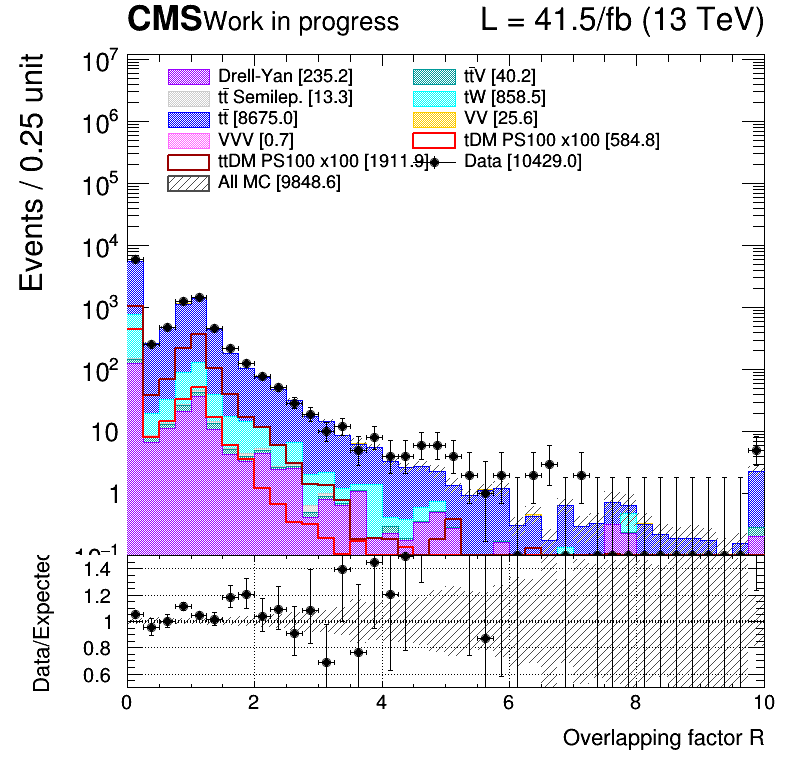 CMS Work in progress L = 41.5/fb (13 TeV)
Events / 0.25 unit
10⁷
10⁶
10⁵
10⁴
10³
10²
10
1
10⁻¹
Drell-Yan [235.2] tt̄V [40.2]
tt̄ Semilep. [13.3] tW [858.5]
tt̄ [8675.0] VV [25.6]
VVV [0.7] tDM PS100 x100 [584.8]
ttDM PS100 x100 [1911.9] Data [10429.0]
All MC [9848.6]
Data/Expected
1.4
1.2
1
0.8
0.6
0 2 4 6 8 10
Overlapping factor R